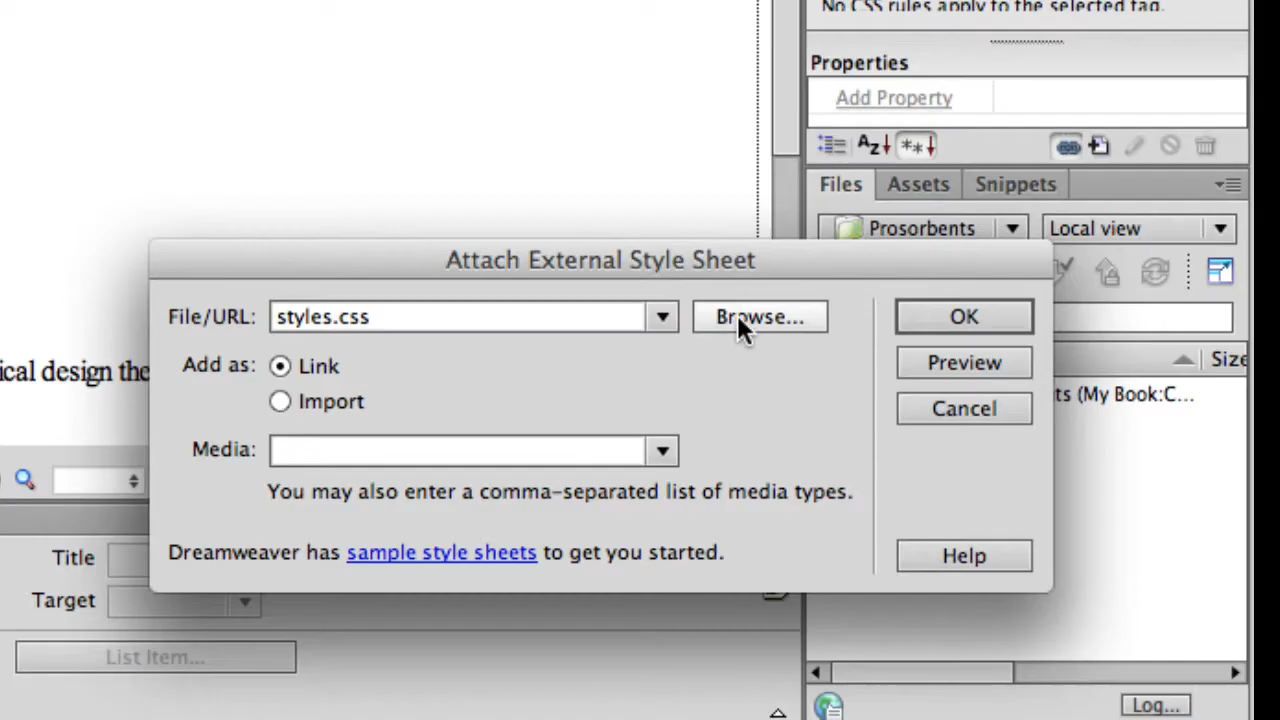 No CSS rules apply to the selected tag.
Properties
Add Property
Az
Files
Assets
Snippets
Prosorbents
Local view
Attach External Style Sheet
File/URL:
styles.css
Browse...
OK
Add as:
Link
Preview
Import
Cancel
Size
ts (My Book:C...
ical design the
Media:
You may also enter a comma-separated list of media types.
Dreamweaver has sample style sheets to get you started.
Help
Title
Target
List Item...
Log...